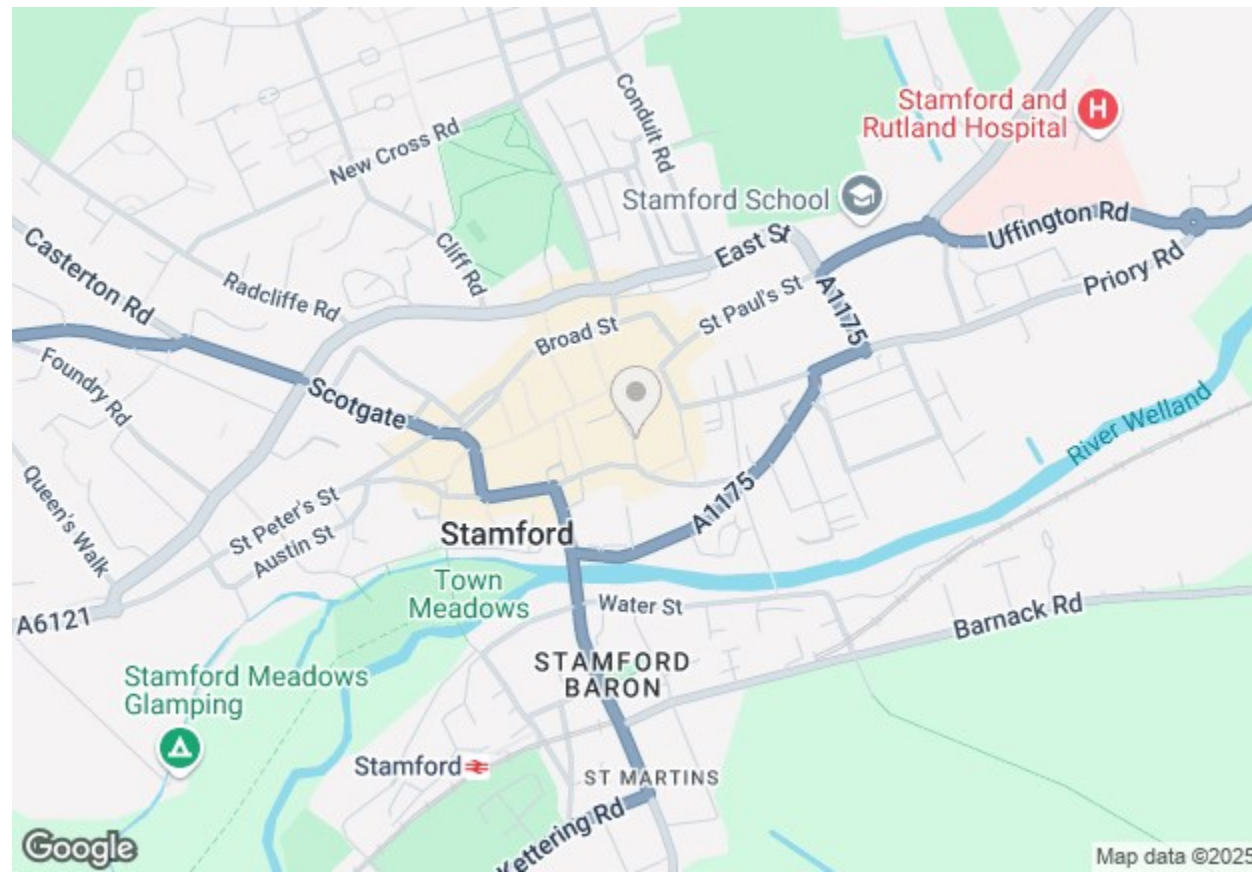 Conduit Rd
Stamford and
Rutland Hospital
H
New Cross Rd
Stamford School
Uffington Rd
East St
Cliff Rd
Casterton Rd
Radcliffe Rd
Priory Rd
St Paul's St
A1175
Broad St
Foundry Rd
Scotgate
River Welland
Queen's Walk
St Peter's St
A1175
Austin St
Stamford
Town
Meadows
Water St
Barnack Rd
A6121
STAMFORD
BARON
Stamford Meadows
Glamping
Stamford
ST MARTINS
Kettering Rd
Google
Map data ©2025